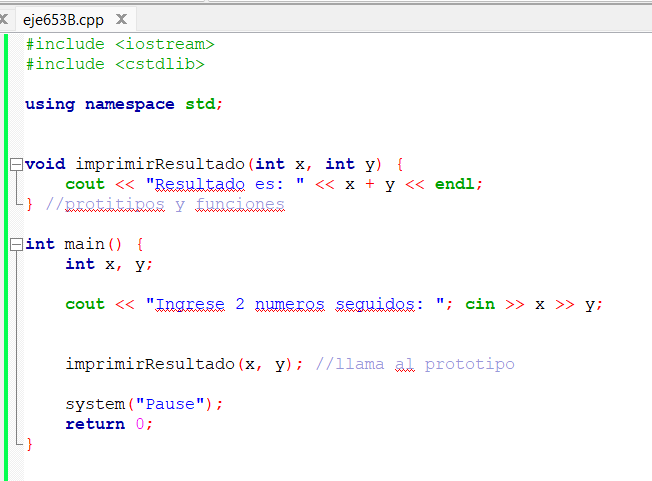 eje653B.cpp X
#include <iostream>
#include <cstdlib>
using namespace std;
void imprimirResultado(int x, int y) {
cout << "Resultado es: " << x + y << endl;
} //protitipos y funciones
int main() {
int x, y;
cout << "Ingrese 2 numeros seguidos: "; cin >> x >> y;
imprimirResultado(x, y); //llama al prototipo
system("Pause");
return 0;
}